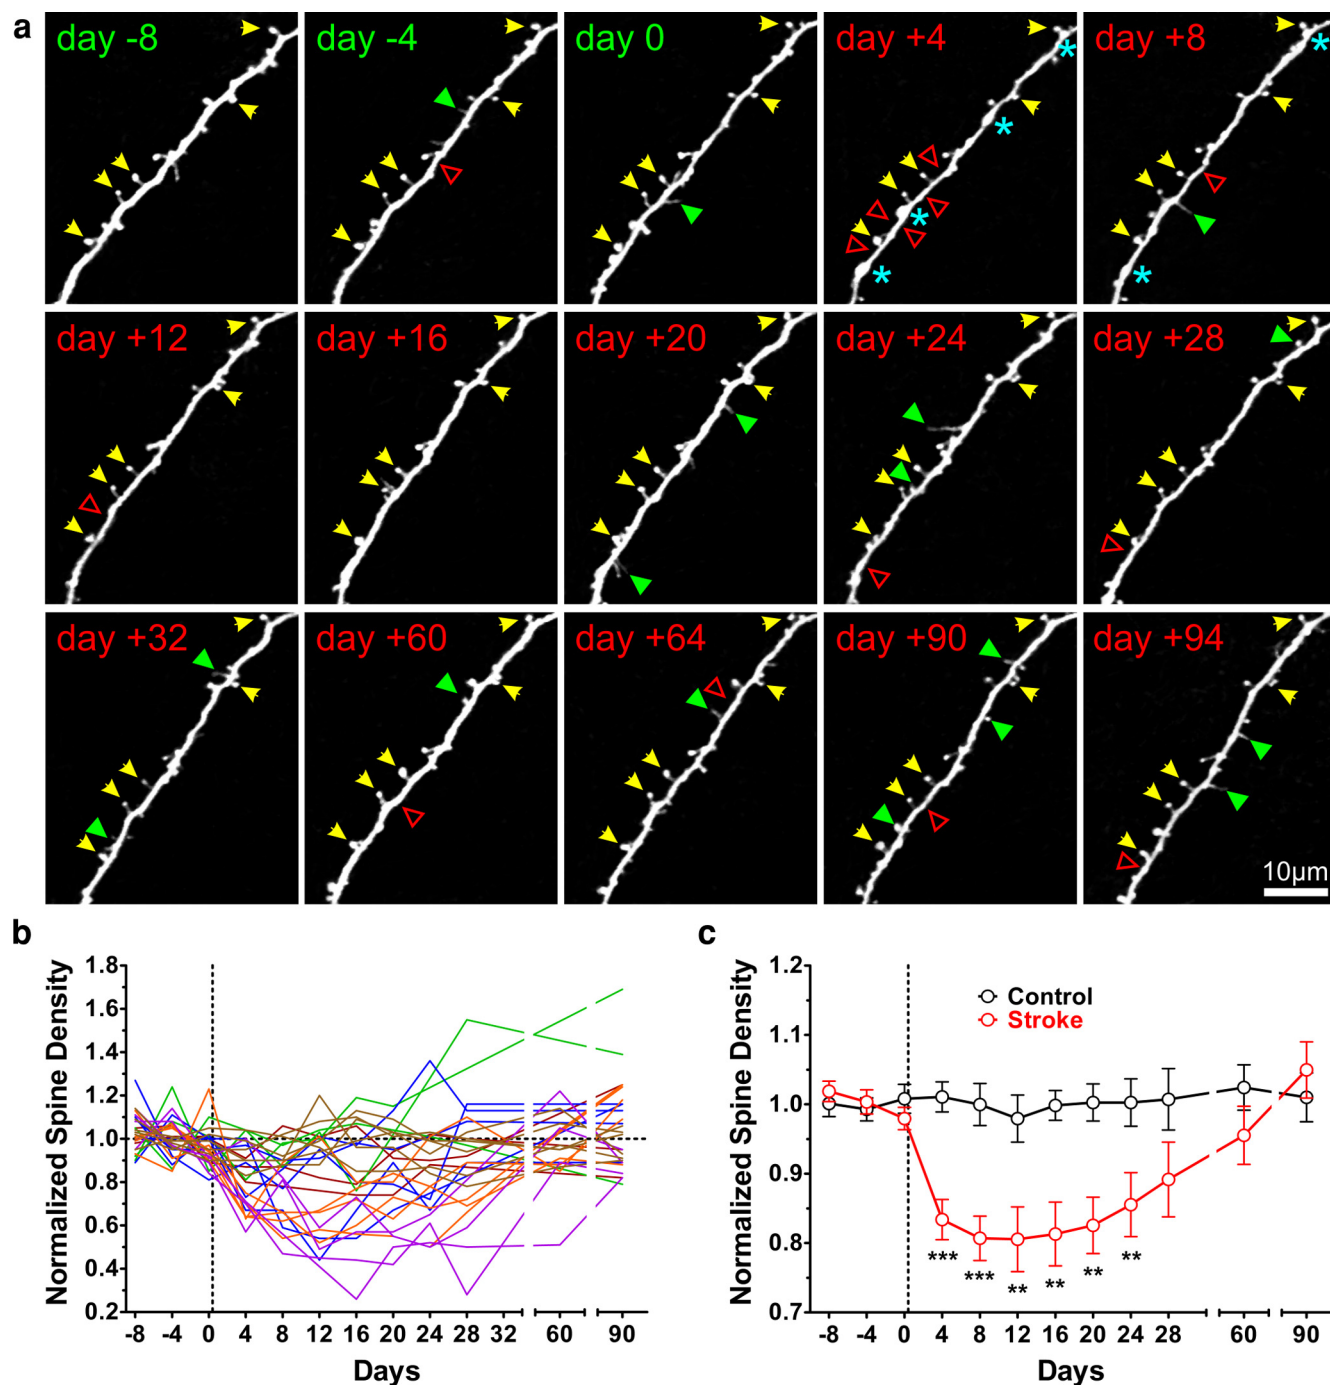 a
day -8
day -4
day 0
day +4
day +8
*
*
*
*
*
*
day +12
day +16
day +20
day +24
day +28
day +32
day +60
day +64
day +90
day +94
10μm
b
Normalized Spine Density
1.8
1.6
1.4
1.2
1.0
0.8
0.6
0.4
0.2
-8 -4 0 4 8 12 16 20 24 28 32 60 90
Days
c
Normalized Spine Density
1.2
1.1
1.0
0.9
0.8
0.7
Control
Stroke
*** *** ** ** ** **
-8 -4 0 4 8 12 16 20 24 28 60 90
Days